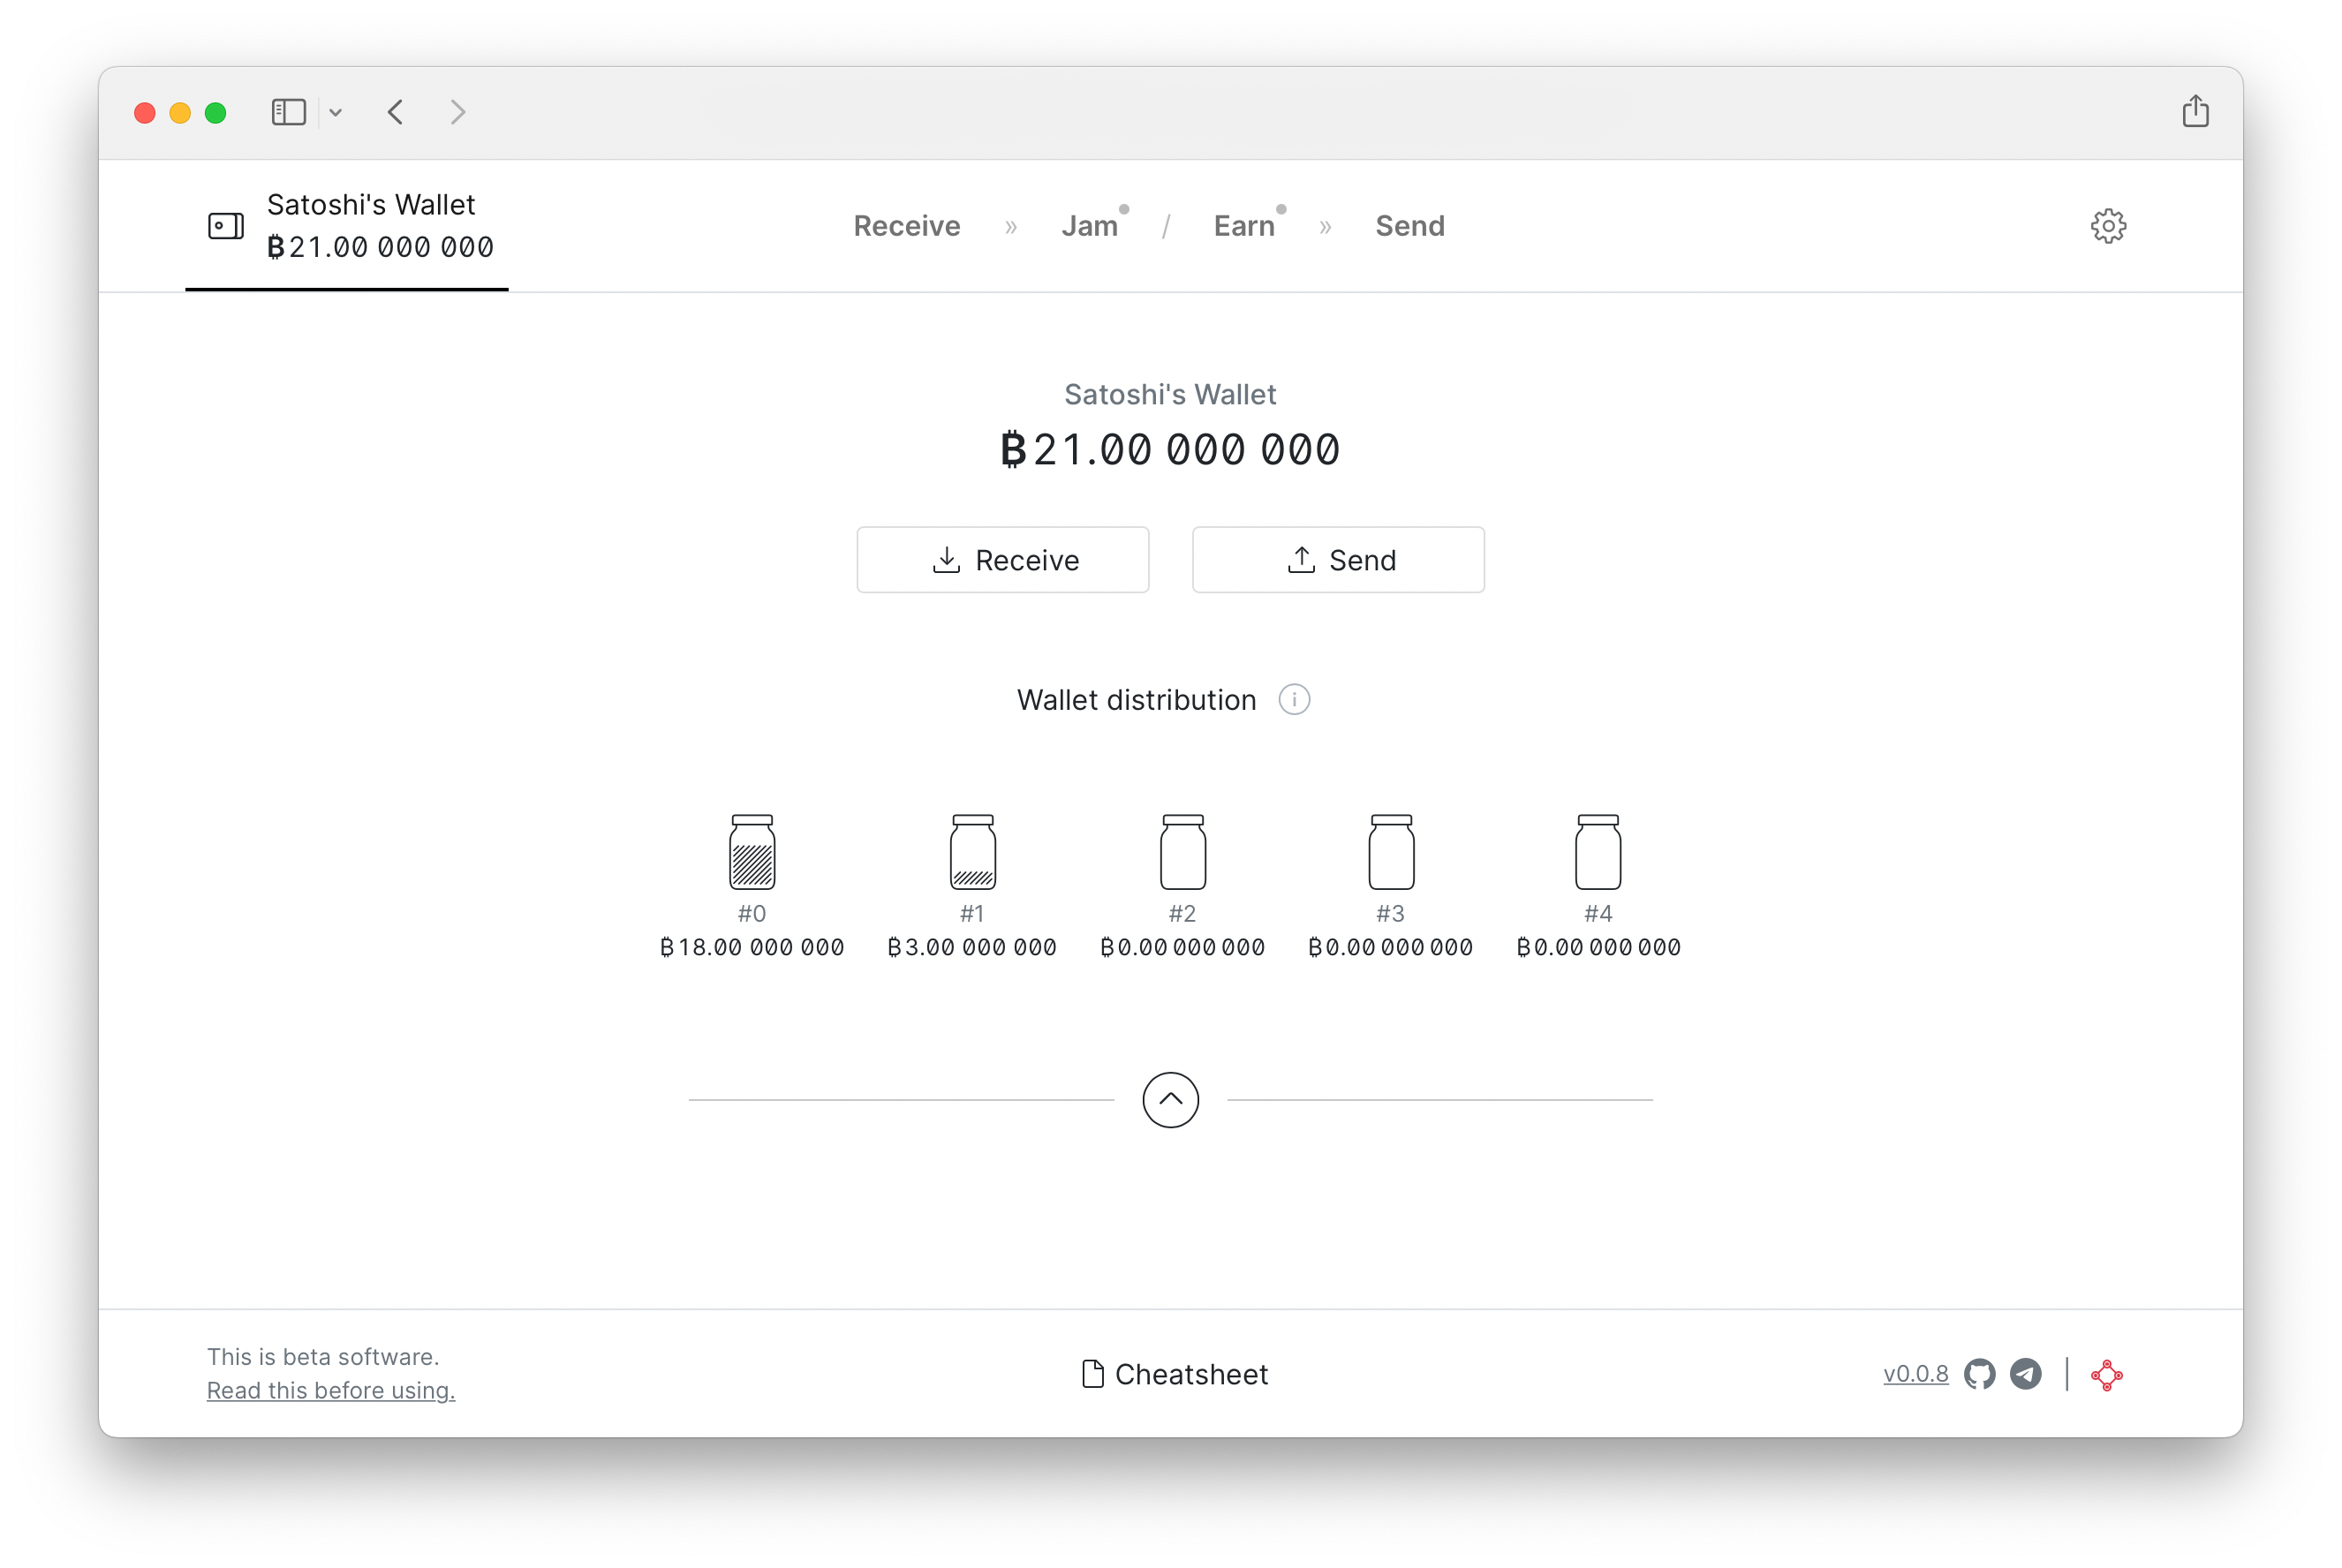 Satoshi's Wallet
₿21.00 000 000
Receive » Jam / Earn » Send
Satoshi's Wallet
₿21.00 000 000
Receive Send
Wallet distribution i
#0 #1 #2 #3 #4
₿18.00 000 000 ₿3.00 000 000 ₿0.00 000 000 ₿0.00 000 000 ₿0.00 000 000
This is beta software.
Read this before using.
Cheatsheet
v0.0.8